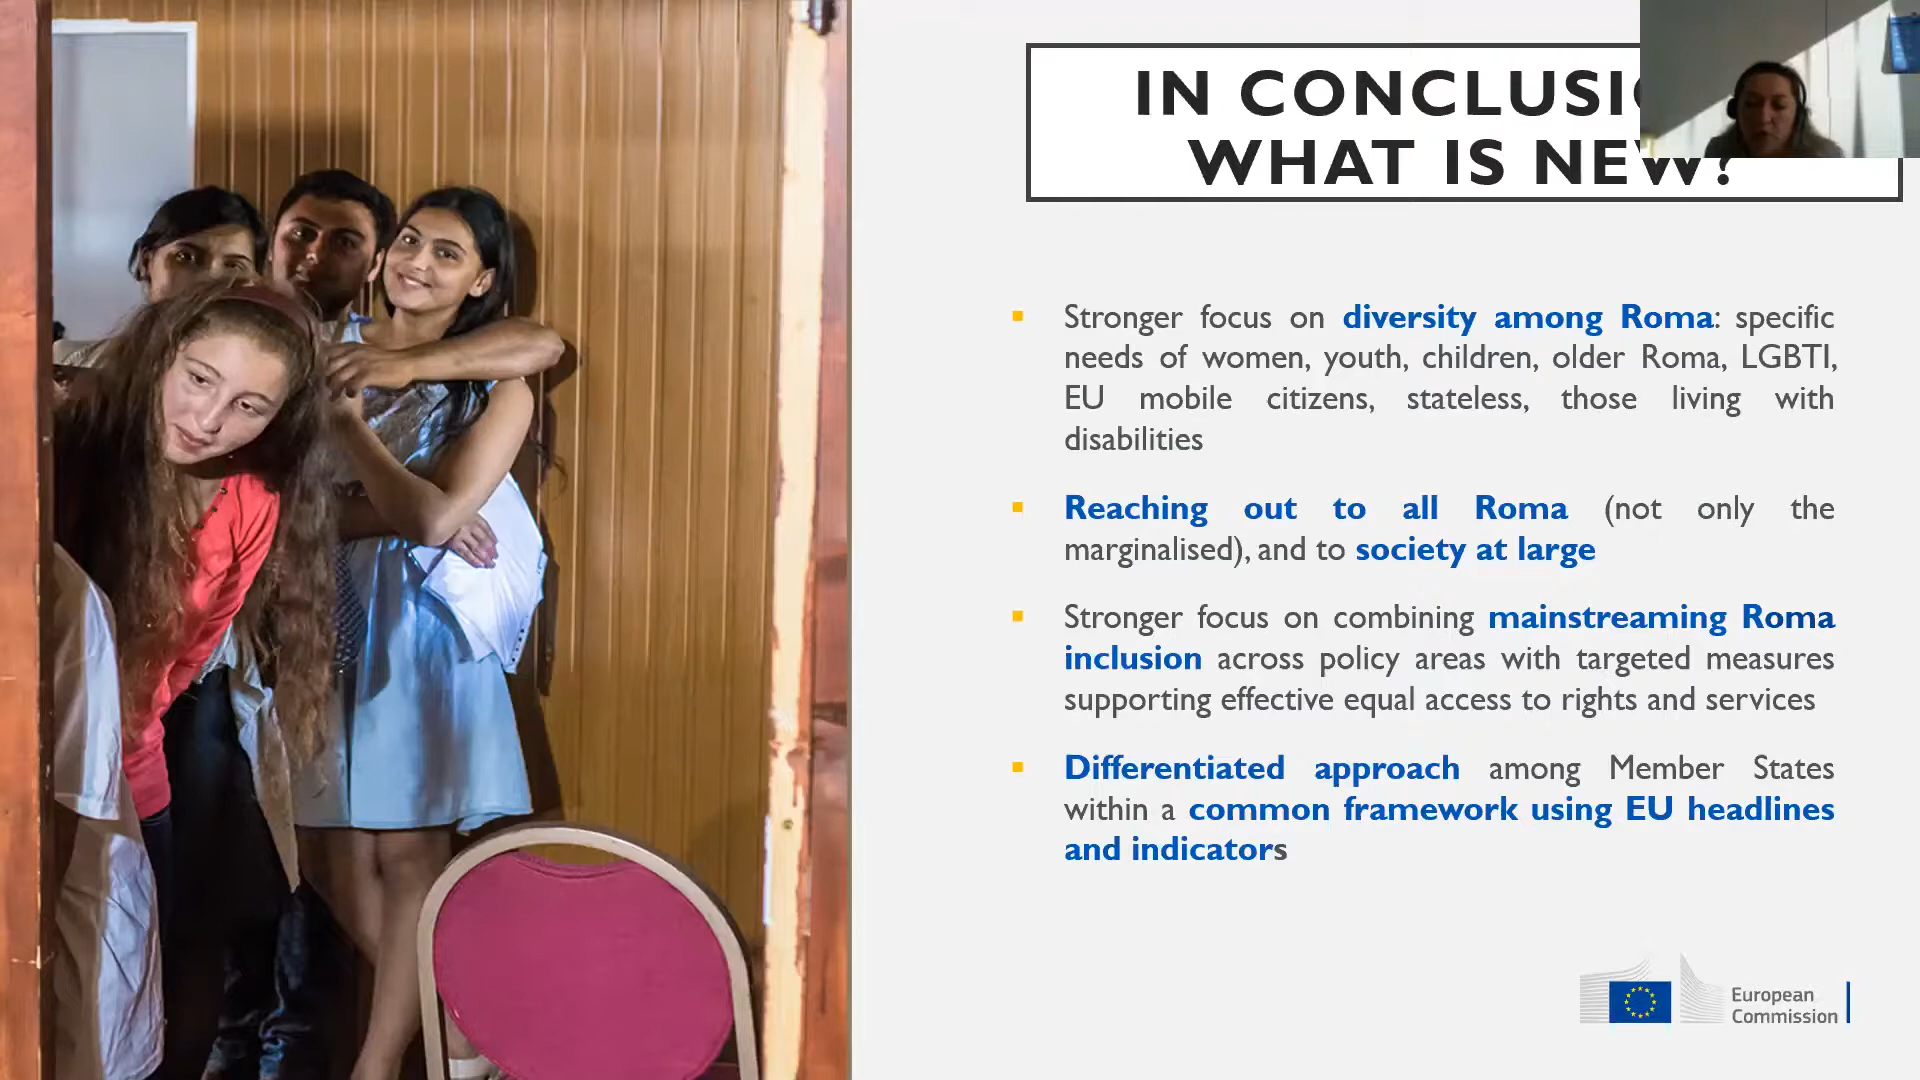 IN CONCLUSI
WHAT IS NEW?
Stronger focus on diversity among Roma: specific
needs of women, youth, children, older Roma, LGBTI,
EU mobile citizens, stateless, those living with
disabilities
Reaching out to all Roma (not only the
marginalised), and to society at large
Stronger focus on combining mainstreaming Roma
inclusion across policy areas with targeted measures
supporting effective equal access to rights and services
Differentiated approach among Member States
within a common framework using EU headlines
and indicators
European
Commission